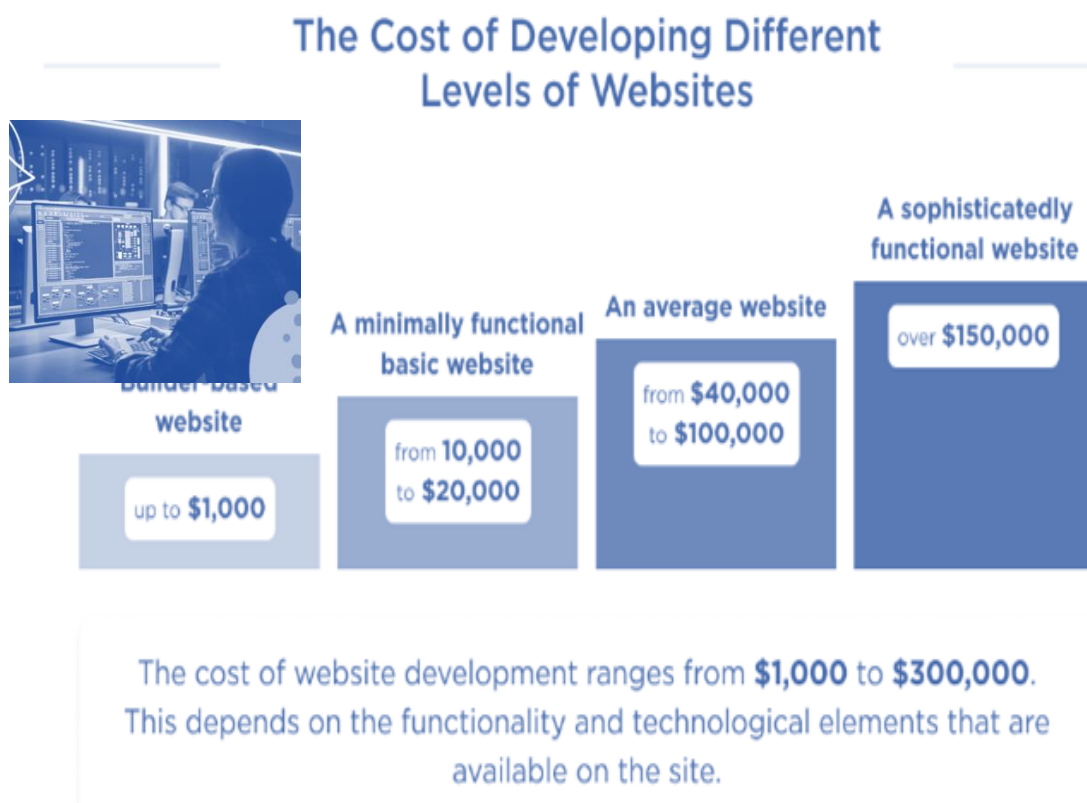 The Cost of Developing Different
Levels of Websites
Builder-based
website
up to $1,000
A minimally functional
basic website
from 10,000
to $20,000
An average website
from $40,000
to $100,000
A sophisticatedly
functional website
over $150,000
The cost of website development ranges from $1,000 to $300,000.
This depends on the functionality and technological elements that are
available on the site.